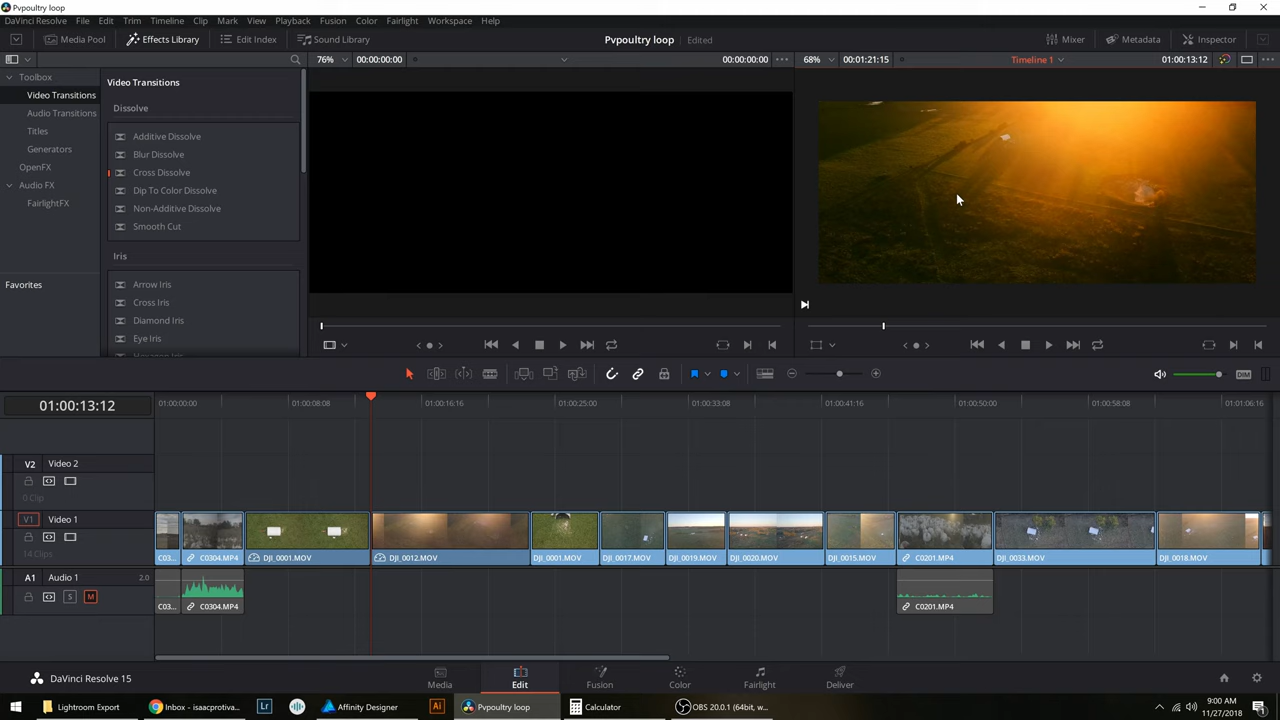 Pvpoultry loop
DaVinci Resolve File Edit Trim Timeline Clip Mark View Playback Fusion Color Fairlight Workspace Help
Media Pool Effects Library Edit Index Sound Library Pvpoultry loop Edited Mixer Metadata Inspector
76% 00:00:00:00 00:00:00:00 68% 00:01:21:15 Timeline 1 01:00:13:12
Toolbox
Video Transitions
Audio Transitions
Titles
Generators
OpenFX
Audio FX
FairlightFX
Favorites
Video Transitions
Dissolve
Additive Dissolve
Blur Dissolve
Cross Dissolve
Dip To Color Dissolve
Non-Additive Dissolve
Smooth Cut
Iris
Arrow Iris
Cross Iris
Diamond Iris
Eye Iris
Hexagon Iris
DIM
01:00:13:12
01:00:00:00 01:00:08:08 01:00:16:16 01:00:25:00 01:00:33:08 01:00:41:16 01:00:50:00 01:00:58:08 01:01:06:16
V2 Video 2
0 Clip
V1 Video 1
14 Clips
C03... C0304.MP4 DJI_0001.MOV DJI_0012.MOV DJI_0001.MOV DJI_0017.MOV DJI_0019.MOV DJI_0020.MOV DJI_0015.MOV C0201.MP4 DJI_0033.MOV DJI_0018.MOV
A1 Audio 1 2.0
S M
C03... C0304.MP4 C0201.MP4
DaVinci Resolve 15 Media Edit Fusion Color Fairlight Deliver
Lightroom Export Inbox - isaacprotiva... Lr Affinity Designer Ai Pvpoultry loop Calculator OBS 20.0.1 (64bit, w... 9:00 AM
11/27/2018